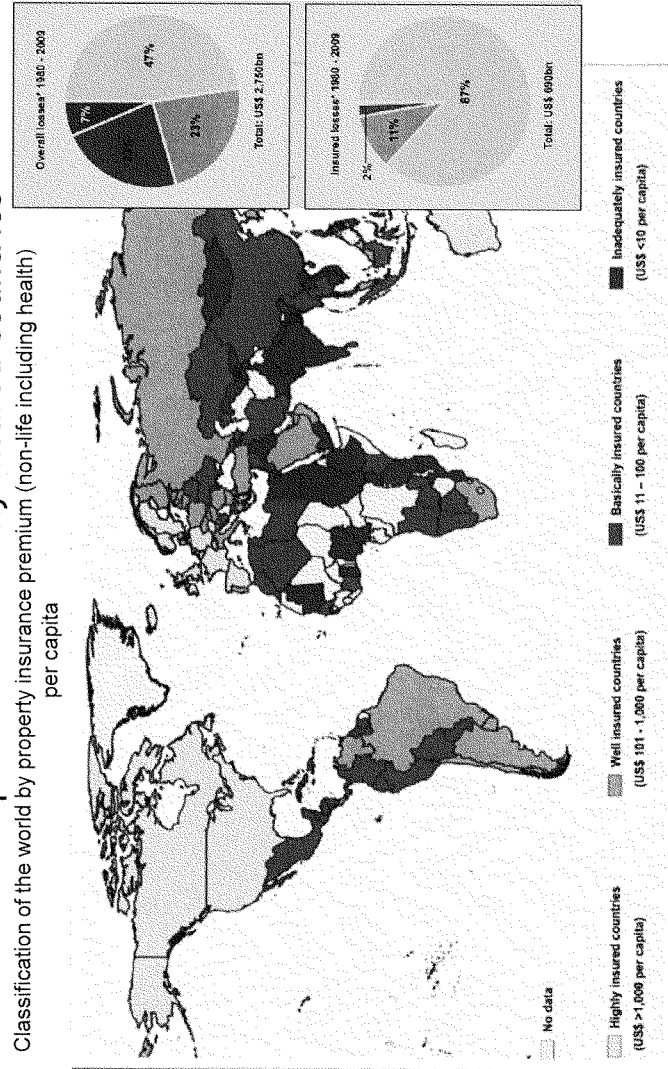 Classification of the world by property insurance premium (non-life including health)
per capita
Overall losses* 1980 - 2009
7%
47%
23%
Total: US$ 2,750bn
Insured losses* 1980 - 2009
2%
11%
87%
Total: US$ 690bn
No data
Highly insured countries
(US$ >1,000 per capita)
Well insured countries
(US$ 101 - 1,000 per capita)
Basically insured countries
(US$ 11 – 100 per capita)
Inadequately insured countries
(US$ <10 per capita)